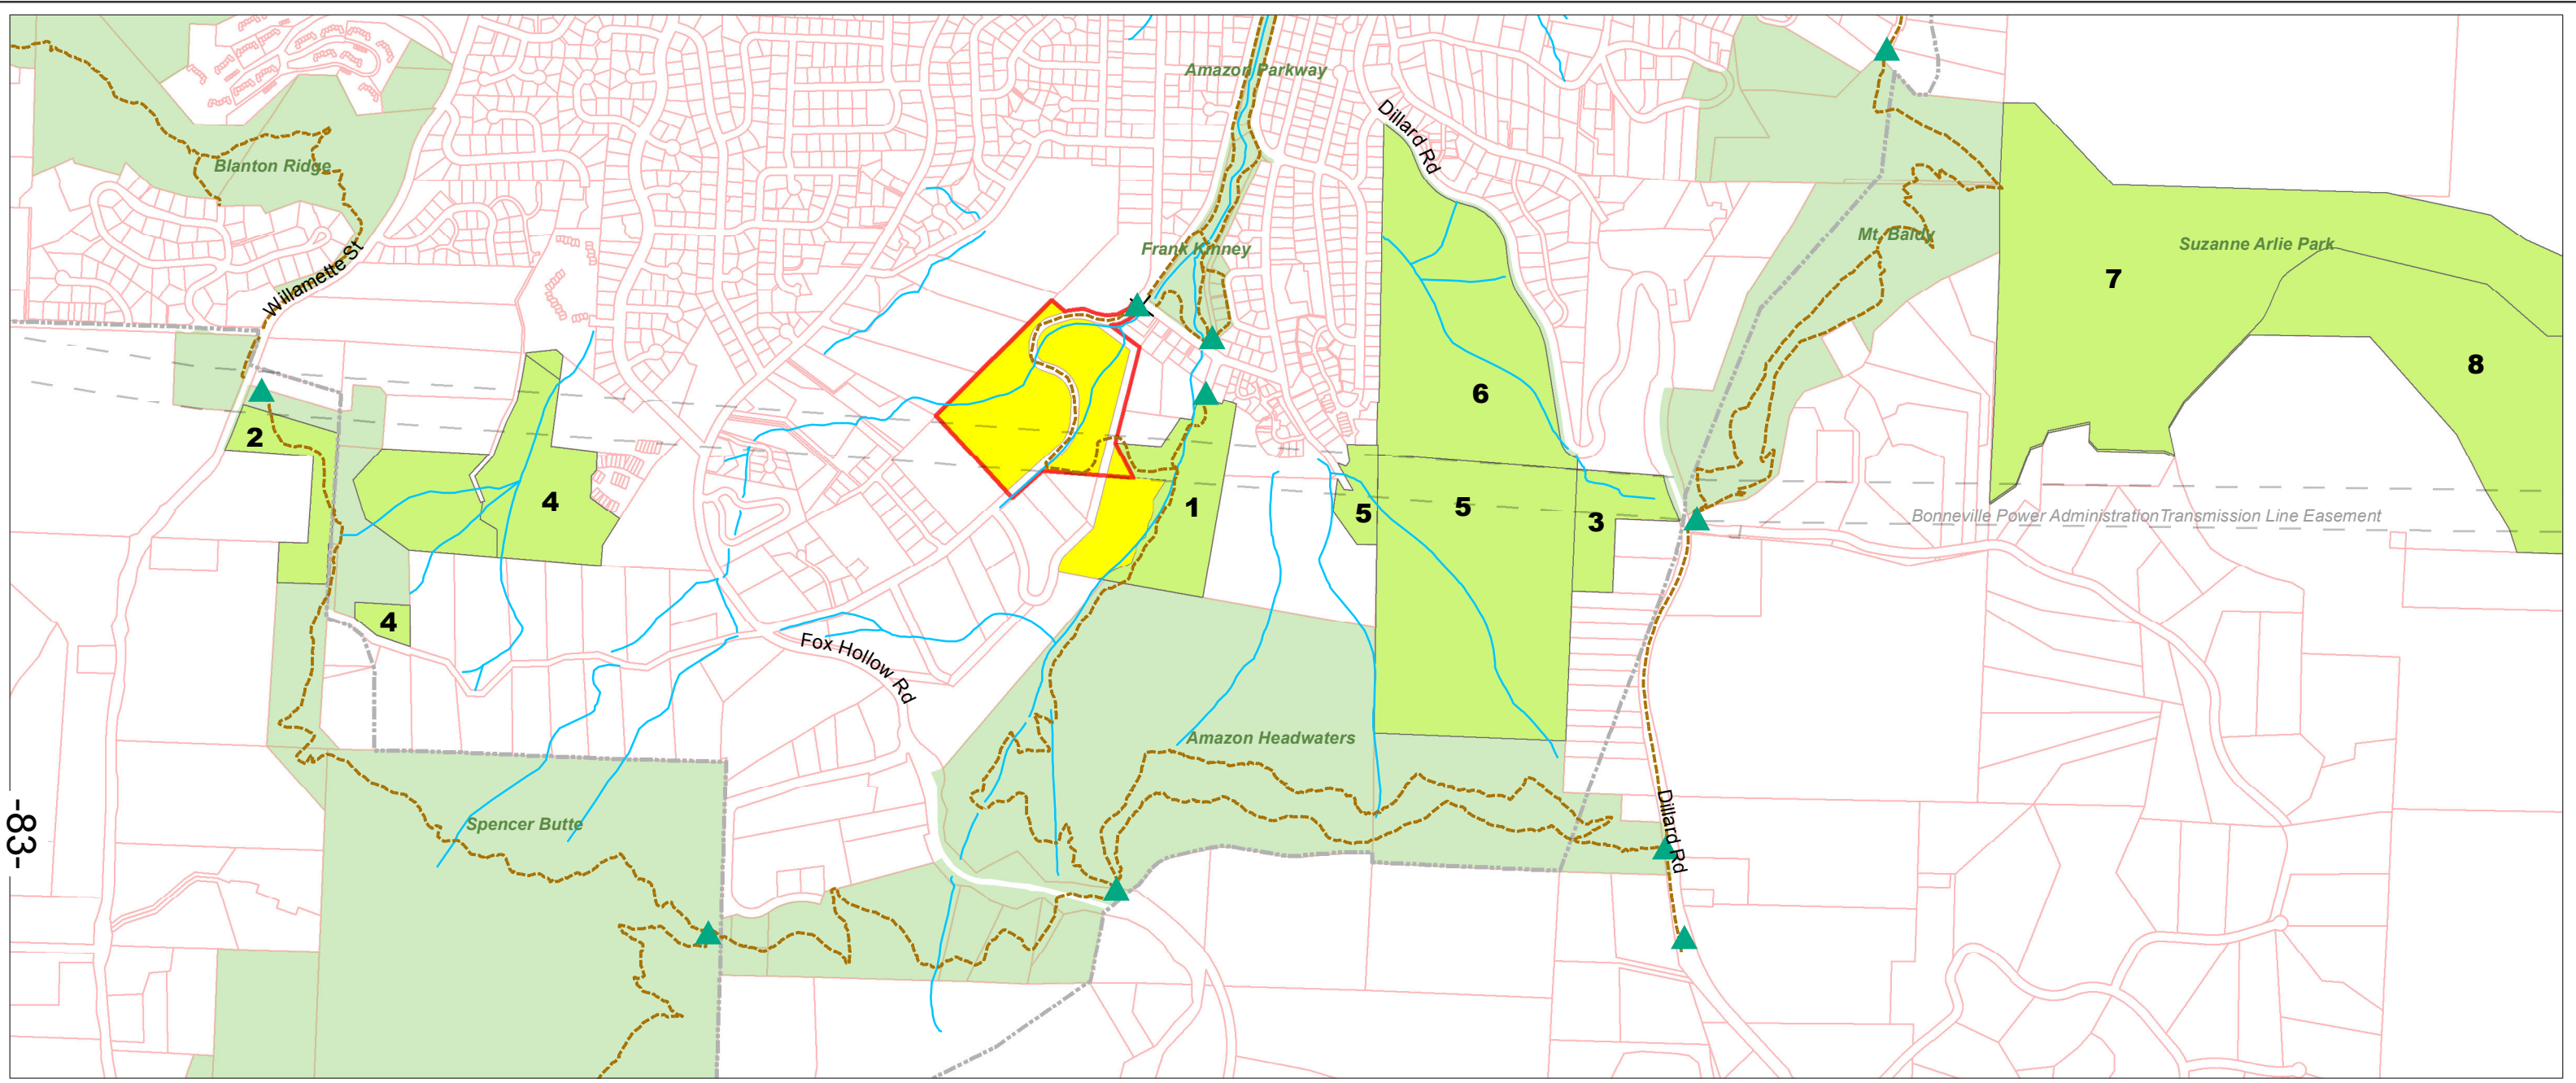 Amazon Parkway
Dillard Rd
Blanton Ridge
Frank Kinney
Mt. Baldy
Suzanne Arlie Park
Willamette St
7
8
6
2
4
1
5
5
3
Bonneville Power AdministrationTransmission Line Easement
4
Fox Hollow Rd
Amazon Headwaters
Spencer Butte
Dillard Rd
-83-